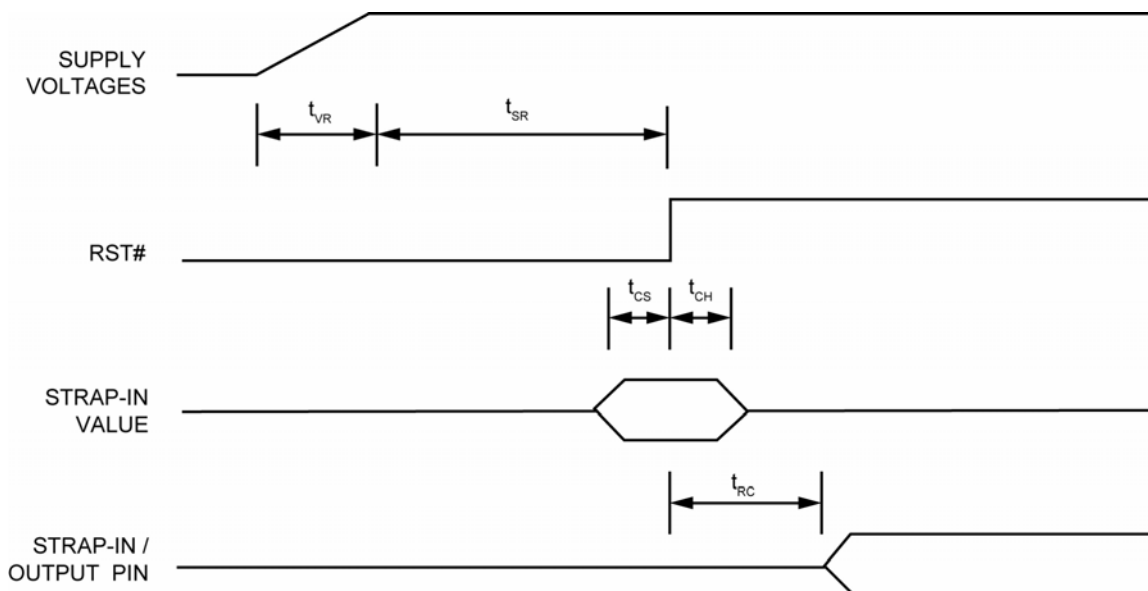 SUPPLY
VOLTAGES
tVR
tSR
RST#
tCS
tCH
STRAP-IN
VALUE
tRC
STRAP-IN /
OUTPUT PIN